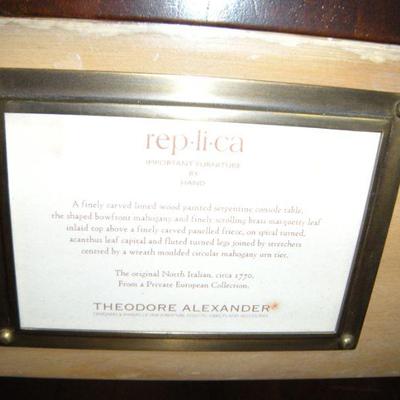 rep·li·ca
IMPORTANT FURNITURE
BY
HAND
A finely carved limed wood painted serpentine console table,
the shaped bowfront mahogany and finely scrolling brass marquetry leaf
inlaid top above a finely carved panelled frieze, on spiral turned,
acanthus leaf capital and fluted turned legs joined by stretchers
centred by a wreath moulded circular mahogany urn tier.
The original North Italian, circa 1770.
From a Private European Collection.
THEODORE ALEXANDER